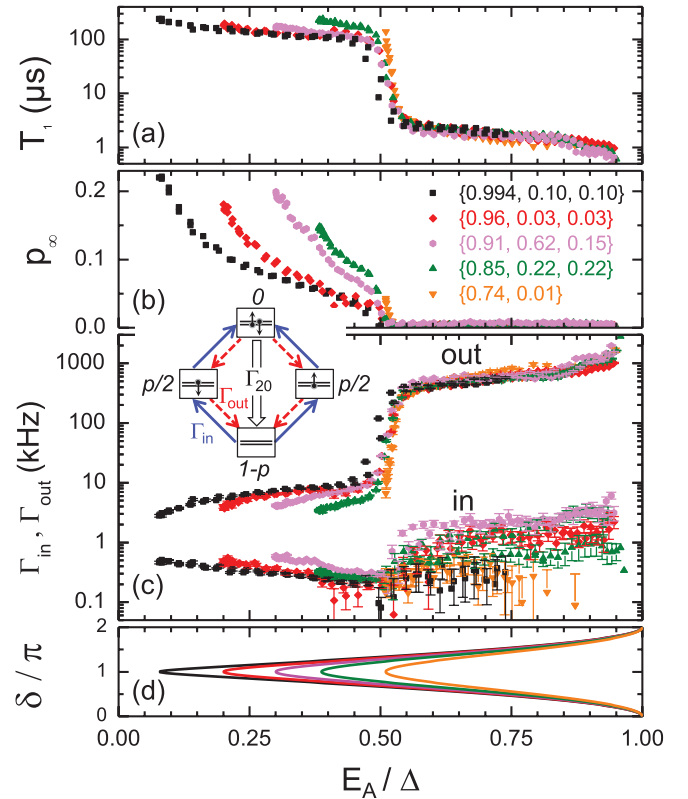 100
10
1
T₁ (μs)
(a)
0.2
0.1
0.0
p∞
(b)
{0.994, 0.10, 0.10}
{0.96, 0.03, 0.03}
{0.91, 0.62, 0.15}
{0.85, 0.22, 0.22}
{0.74, 0.01}
0
p/2
p/2
Γ20
Γout
Γin
1-p
out
in
1000
100
10
1
0.1
Γin, Γout (kHz)
(c)
2
1
0
δ / π
(d)
0.00
0.25
0.50
0.75
1.00
E_A / Δ